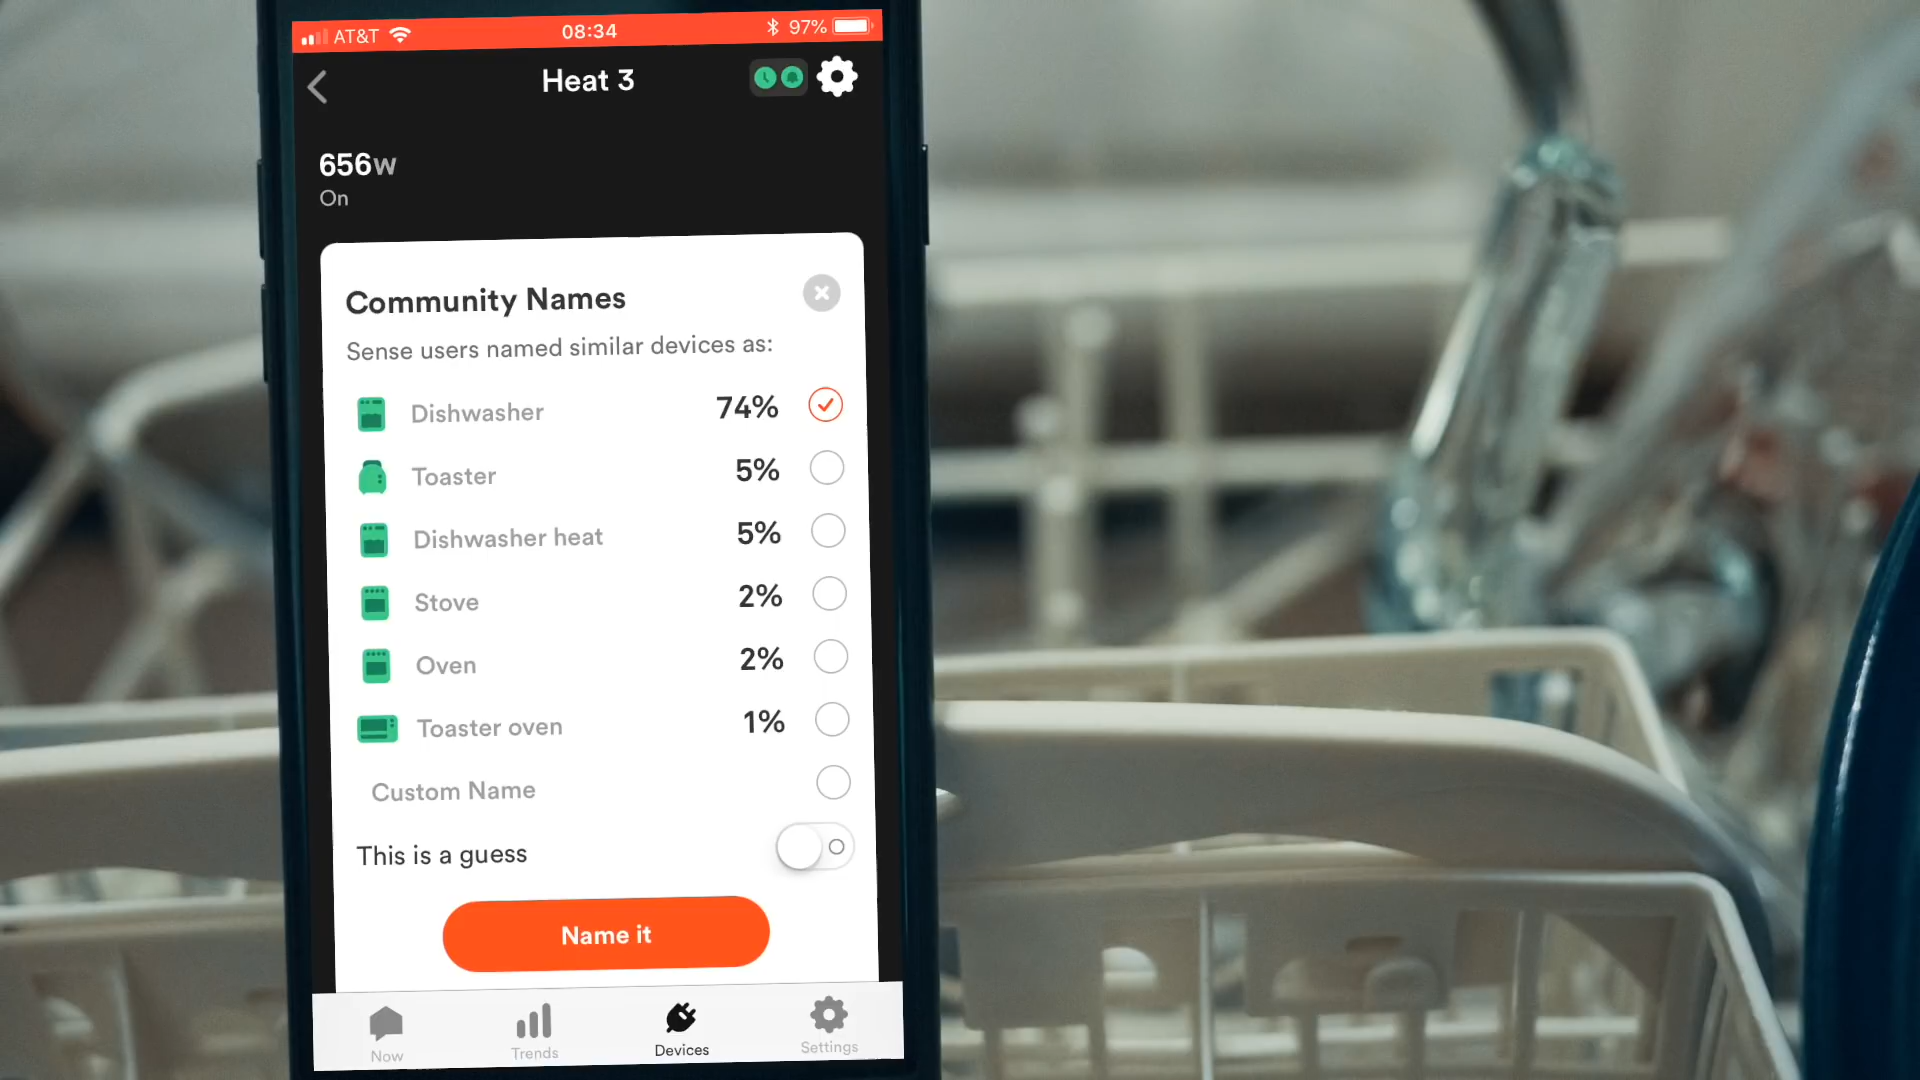 AT&T 08:34 97%
Heat 3
656w
On
Community Names
Sense users named similar devices as:
Dishwasher 74%
Toaster 5%
Dishwasher heat 5%
Stove 2%
Oven 2%
Toaster oven 1%
Custom Name
This is a guess
Name it
Now Trends Devices Settings